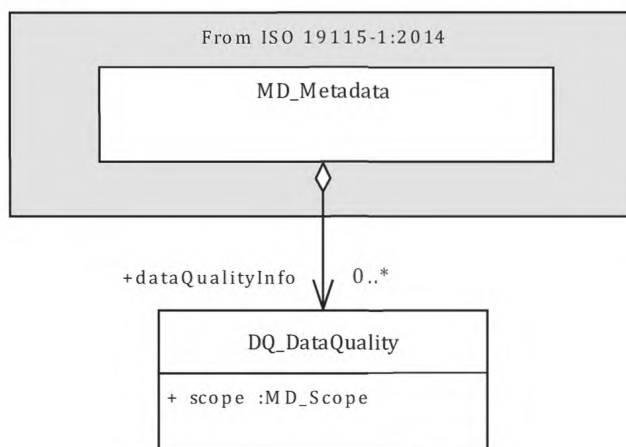 From ISO 19115-1:2014
MD_Metadata
+dataQualityInfo 0..*
DQ_DataQuality
+ scope :MD_Scope